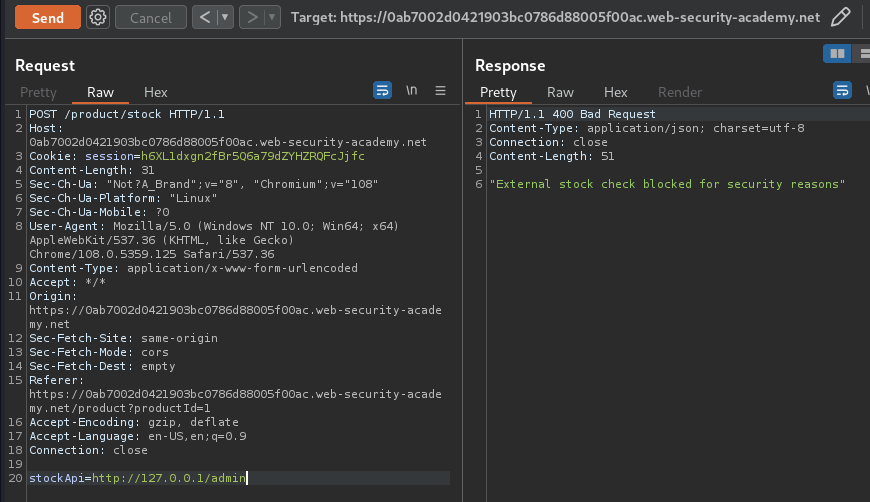 Send Cancel < > Target: https://0ab7002d0421903bc0786d88005f00ac.web-security-academy.net
Request
Pretty Raw Hex \n
1 POST /product/stock HTTP/1.1
2 Host:
0ab7002d0421903bc0786d88005f00ac.web-security-academy.net
3 Cookie: session=h6XL1dxgn2fBr5Q6a79dZYHZRQFcJjfc
4 Content-Length: 31
5 Sec-Ch-Ua: "Not?A_Brand";v="8", "Chromium";v="108"
6 Sec-Ch-Ua-Platform: "Linux"
7 Sec-Ch-Ua-Mobile: ?0
8 User-Agent: Mozilla/5.0 (Windows NT 10.0; Win64; x64)
AppleWebKit/537.36 (KHTML, like Gecko)
Chrome/108.0.5359.125 Safari/537.36
9 Content-Type: application/x-www-form-urlencoded
10 Accept: */*
11 Origin:
https://0ab7002d0421903bc0786d88005f00ac.web-security-acade
my.net
12 Sec-Fetch-Site: same-origin
13 Sec-Fetch-Mode: cors
14 Sec-Fetch-Dest: empty
15 Referer:
https://0ab7002d0421903bc0786d88005f00ac.web-security-acade
my.net/product?productId=1
16 Accept-Encoding: gzip, deflate
17 Accept-Language: en-US,en;q=0.9
18 Connection: close
19
20 stockApi=http://127.0.0.1/admin
Response
Pretty Raw Hex Render
1 HTTP/1.1 400 Bad Request
2 Content-Type: application/json; charset=utf-8
3 Connection: close
4 Content-Length: 51
5
6 "External stock check blocked for security reasons"